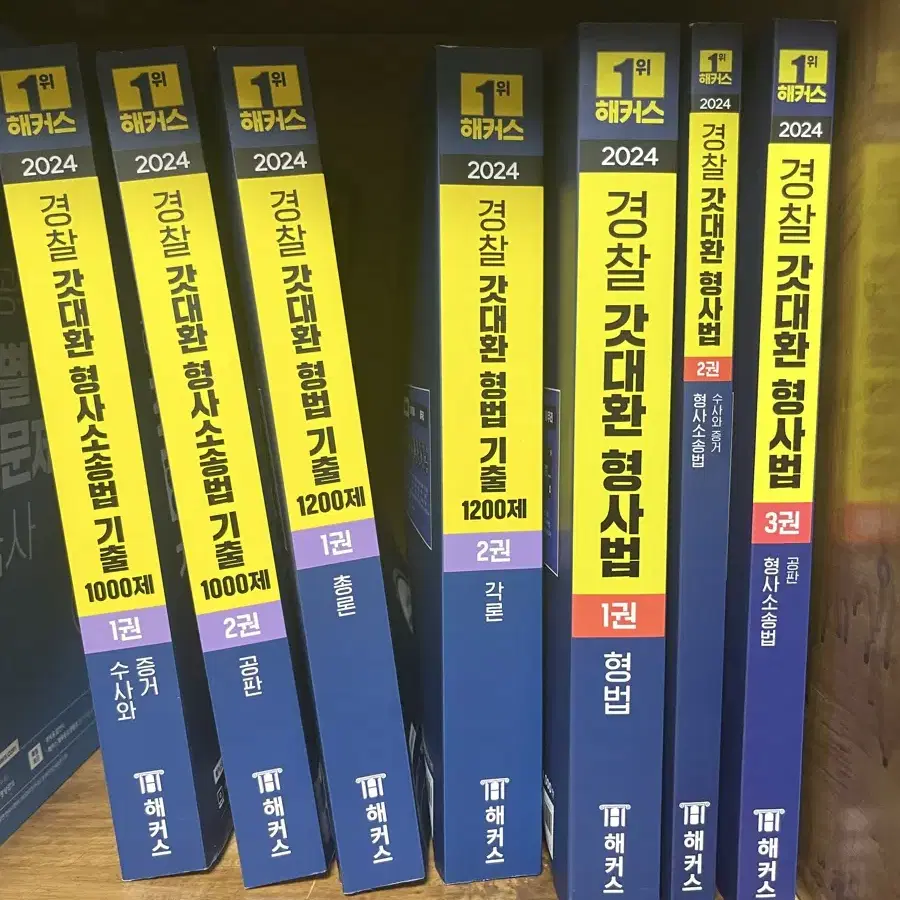 1위
해커스
2024
경찰 갓대환 형사소송법 기출
1000제
1권
수사와
증거
해커스
1위
해커스
2024
경찰 갓대환 형사소송법 기출
1000제
2권
공판
해커스
1위
해커스
2024
경찰 갓대환 형법 기출
1200제
1권
총론
해커스
1위
해커스
2024
경찰 갓대환 형법 기출
1200제
2권
각론
해커스
1위
해커스
2024
경찰 갓대환 형사법
1권
형법
해커스
1위
해커스
2024
경찰 갓대환 형사법
2권
형사소송법
수사와 증거
해커스
1위
해커스
2024
경찰 갓대환 형사법
3권
형사소송법
공판
해커스